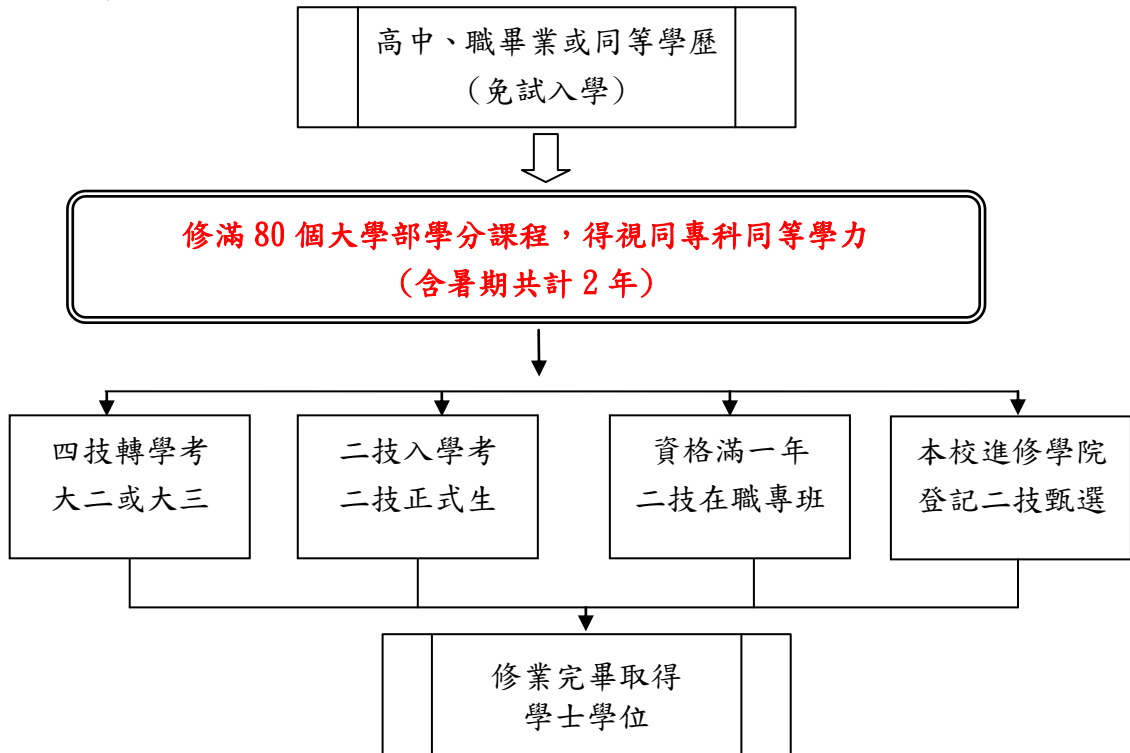 高中、職畢業或同等學歷
（免試入學）
修滿 80 個大學部學分課程，得視同專科同等學力
（含暑期共計 2 年）
四技轉學考
大二或大三
二技入學考
二技正式生
資格滿一年
二技在職專班
本校進修學院
登記二技甄選
修業完畢取得
學士學位